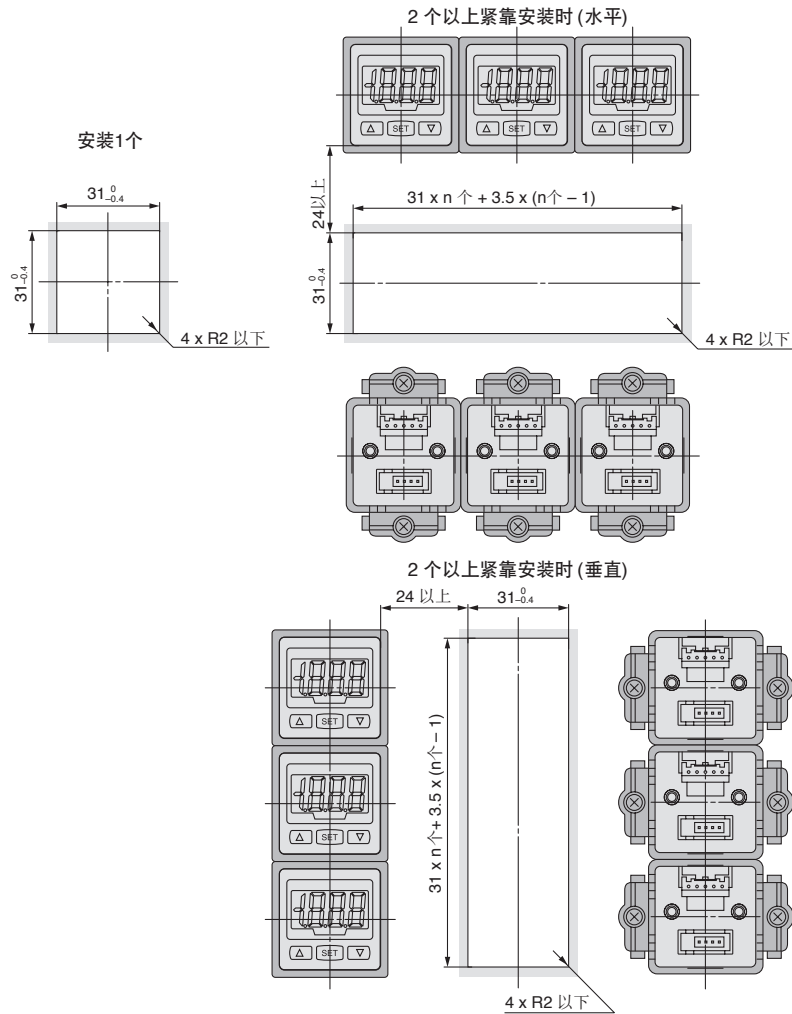 2 个以上紧靠安装时 (水平)
SET
SET
SET
安装1个
31 0 –0.4
31 0 –0.4
4 x R2 以下
24以上
31 x n 个 + 3.5 x (n个 – 1)
31 0 –0.4
4 x R2 以下
2 个以上紧靠安装时 (垂直)
24 以上
31 0 –0.4
SET
SET
SET
31 x n 个+ 3.5 x (n个 – 1)
4 x R2 以下